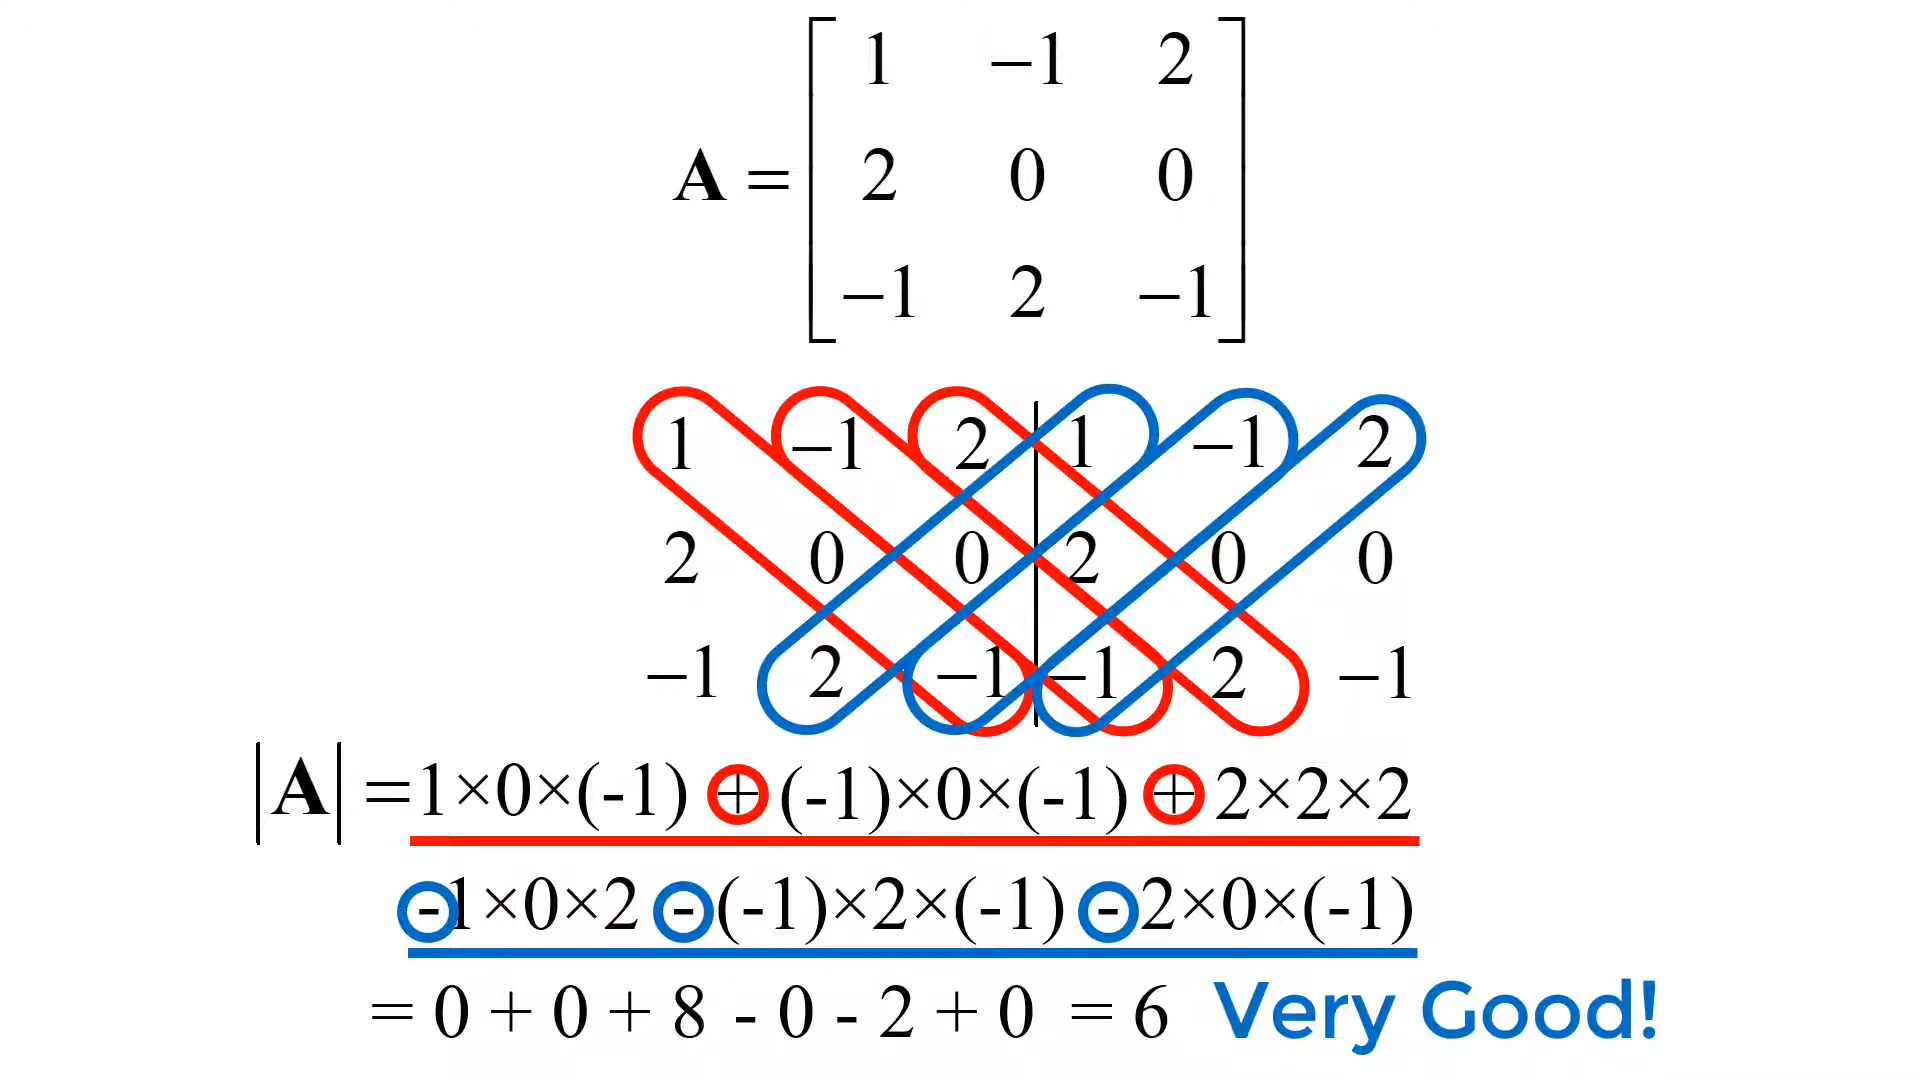 1 −1 2
A = 2 0 0
−1 2 −1
1 −1 2 1 −1 2
2 0 0 2 0 0
−1 2 −1 −1 2 −1
|A| =1×0×(-1) + (-1)×0×(-1) + 2×2×2
-1×0×2 -(-1)×2×(-1) -2×0×(-1)
= 0 + 0 + 8 - 0 - 2 + 0 = 6 Very Good!